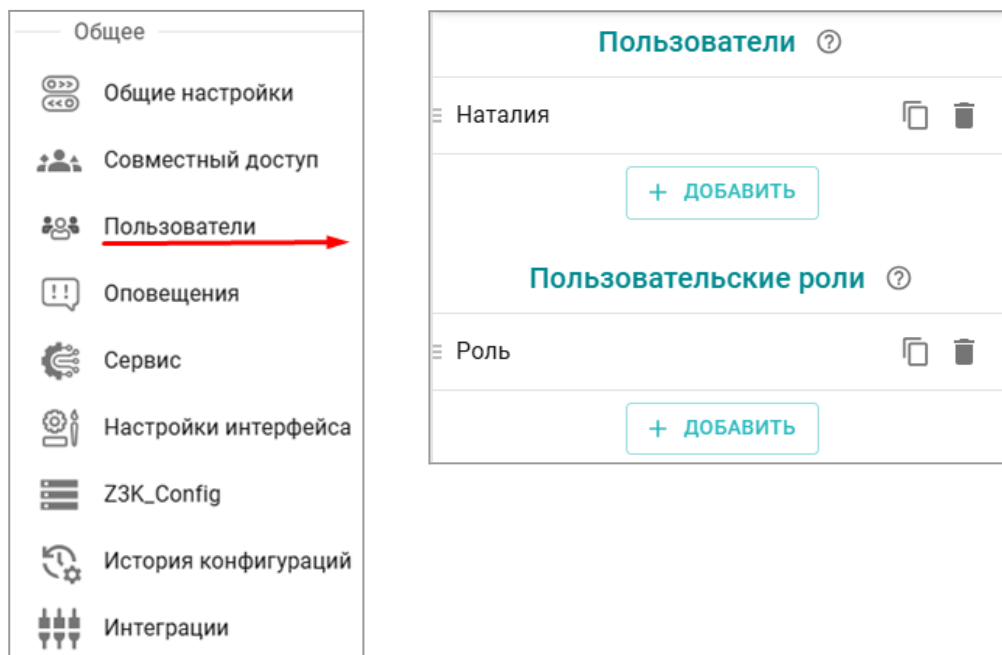 Общее
Общие настройки
Совместный доступ
Пользователи
Оповещения
Сервис
Настройки интерфейса
Z3K_Config
История конфигураций
Интеграции
Пользователи ?
Наталия
+ ДОБАВИТЬ
Пользовательские роли ?
Роль
+ ДОБАВИТЬ